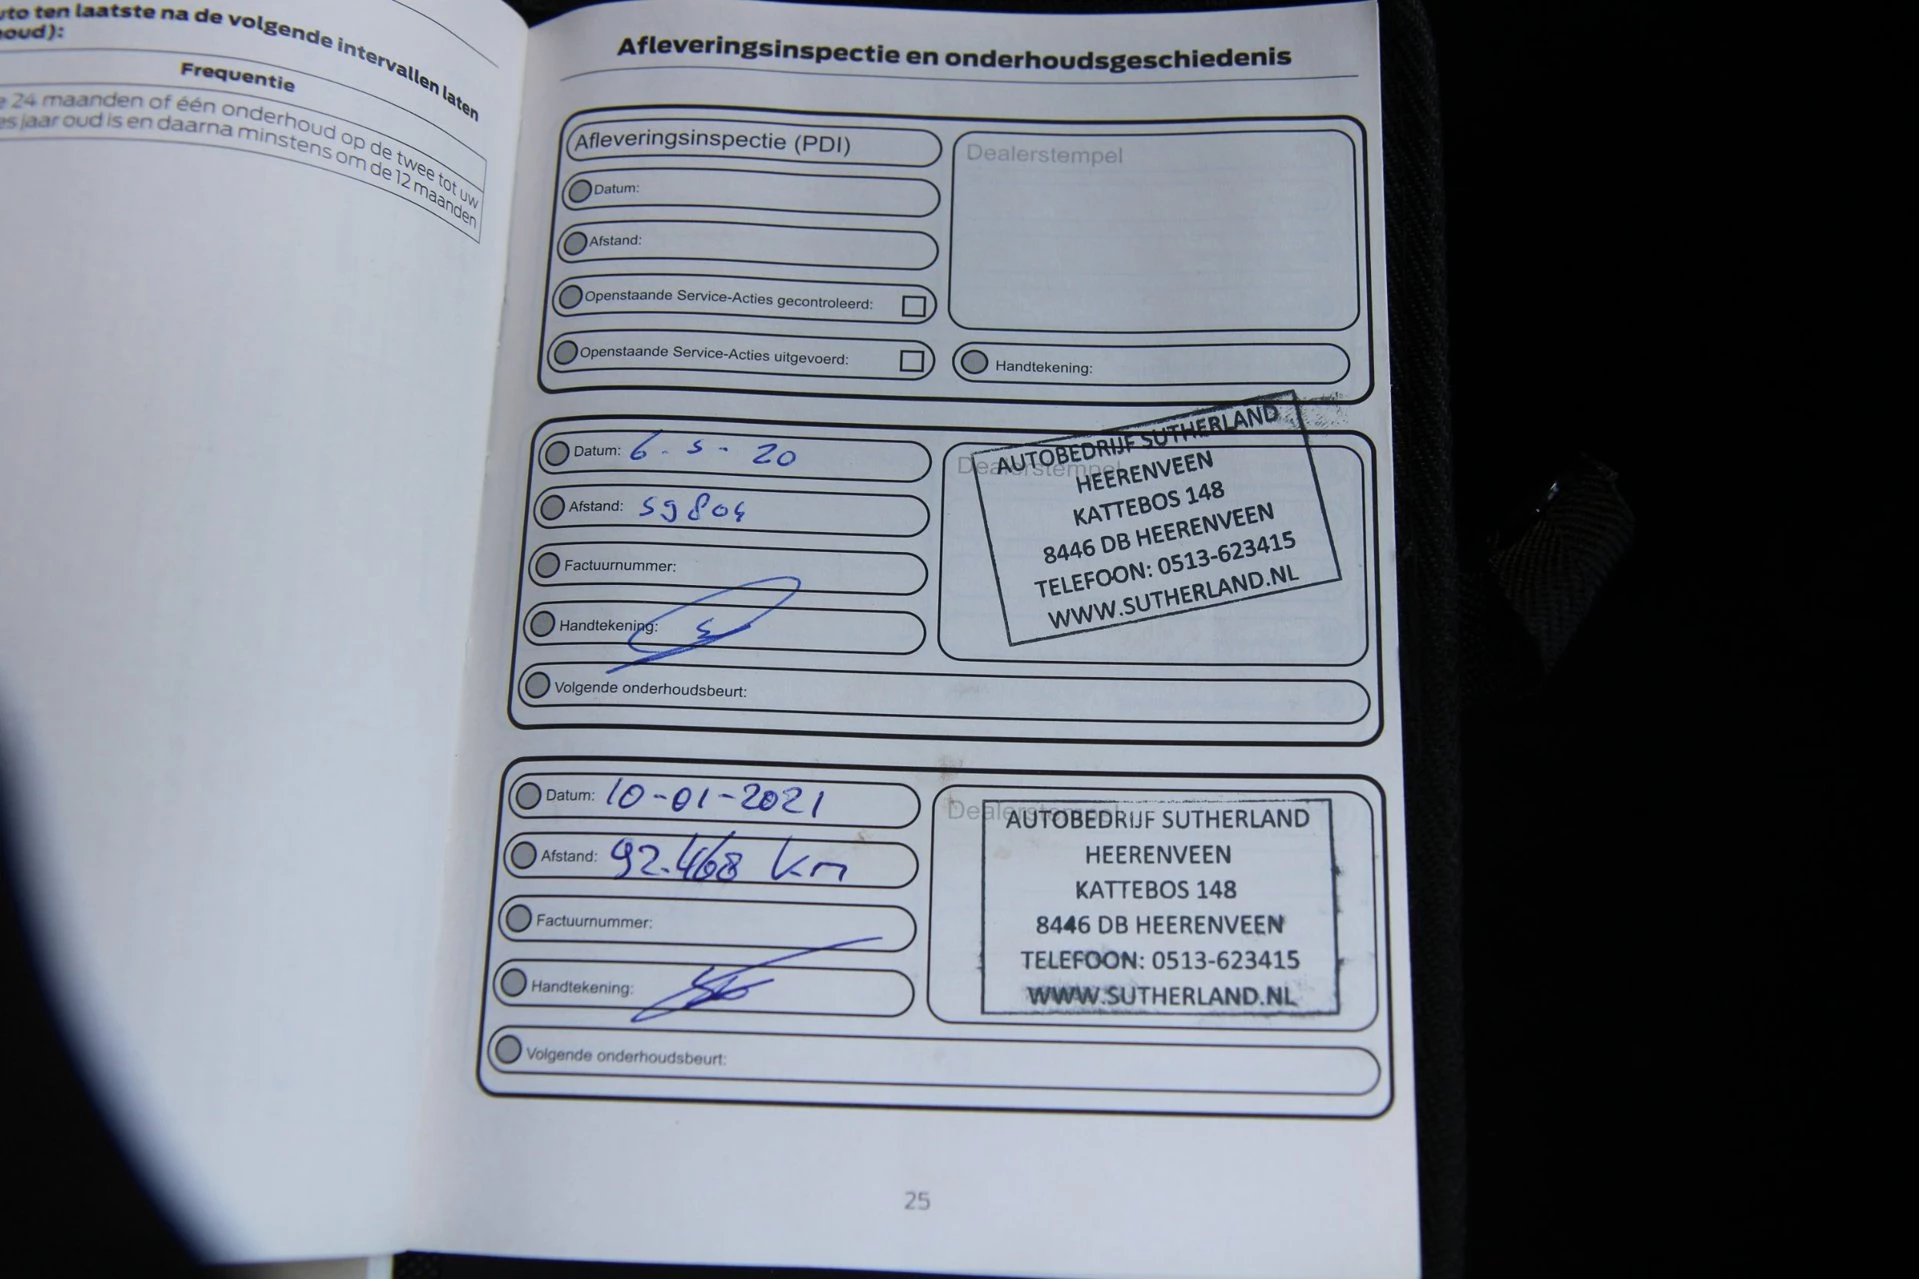 uto ten laatste na de volgende intervallen laten
houd):
Frequentie
e 24 maanden of één onderhoud op de twee tot uw
es jaar oud is en daarna minstens om de 12 maanden
Afleveringsinspectie en onderhoudsgeschiedenis
Afleveringsinspectie (PDI)
Dealerstempel
Datum:
Afstand:
Openstaande Service-Acties gecontroleerd:
Openstaande Service-Acties uitgevoerd:
Handtekening:
Datum: 6-5-20
Afstand: 59804
Factuurnummer:
Handtekening:
Volgende onderhoudsbeurt:
Dealerstempel
AUTOBEDRIJF SUTHERLAND
HEERENVEEN
KATTEBOS 148
8446 DB HEERENVEEN
TELEFOON: 0513-623415
WWW.SUTHERLAND.NL
Datum: 10-01-2021
Afstand: 92.468 km
Factuurnummer:
Handtekening:
Volgende onderhoudsbeurt:
Dealerstempel
AUTOBEDRIJF SUTHERLAND
HEERENVEEN
KATTEBOS 148
8446 DB HEERENVEEN
TELEFOON: 0513-623415
WWW.SUTHERLAND.NL
25